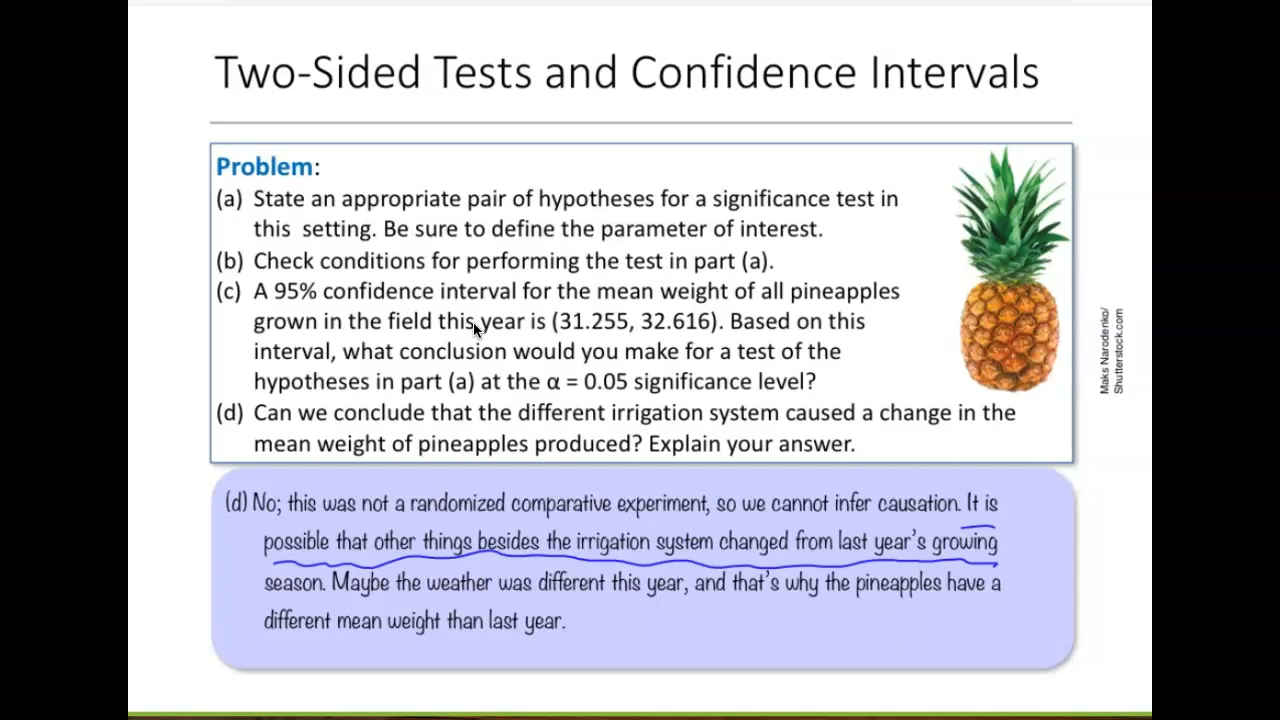 Two-Sided Tests and Confidence Intervals
Problem:
(a) State an appropriate pair of hypotheses for a significance test in
this setting. Be sure to define the parameter of interest.
(b) Check conditions for performing the test in part (a).
(c) A 95% confidence interval for the mean weight of all pineapples
grown in the field this year is (31.255, 32.616). Based on this
interval, what conclusion would you make for a test of the
hypotheses in part (a) at the α = 0.05 significance level?
(d) Can we conclude that the different irrigation system caused a change in the
mean weight of pineapples produced? Explain your answer.
Maks Narodenko/
Shutterstock.com
(d) No; this was not a randomized comparative experiment, so we cannot infer causation. It is
possible that other things besides the irrigation system changed from last year's growing
season. Maybe the weather was different this year, and that's why the pineapples have a
different mean weight than last year.